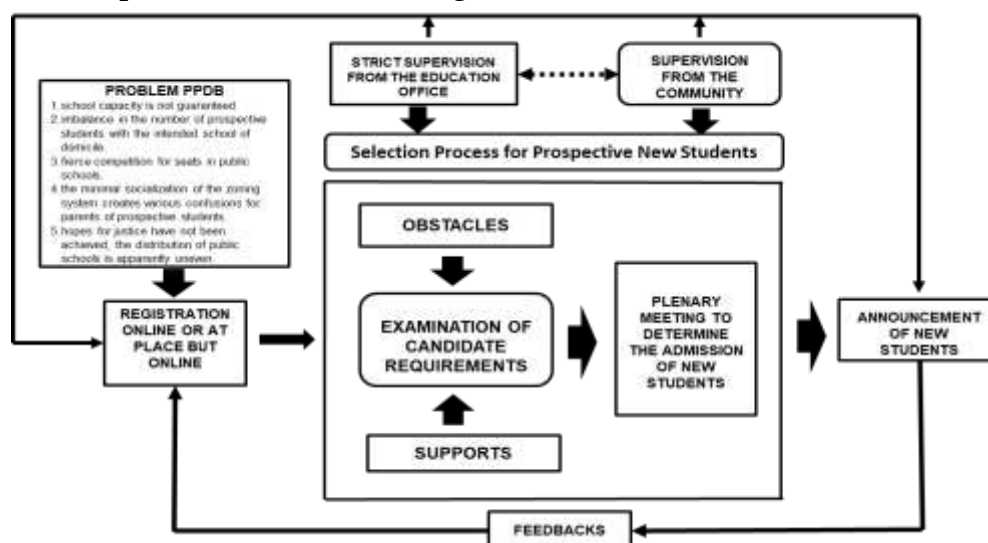 STRICT SUPERVISION
FROM THE EDUCATION
OFFICE
SUPERVISION
FROM THE
COMMUNITY
PROBLEM PPDB
1. school capacity is not guaranteed
2. imbalance in the number of prospective
students with the intended school of
domicile.
3. fierce competition for seats in public
schools.
4. the minimal socialization of the zoning
system creates various confusions for
parents of prospective students.
5. hopes for justice have not been
achieved, the distribution of public
schools is apparently uneven.
Selection Process for Prospective New Students
OBSTACLES
REGISTRATION
ONLINE OR AT
PLACE BUT
ONLINE
EXAMINATION OF
CANDIDATE
REQUIREMENTS
PLENARY
MEETING TO
DETERMINE
THE ADMISSION
OF NEW
STUDENTS
ANNOUNCEMENT
OF NEW
STUDENTS
SUPPORTS
FEEDBACKS